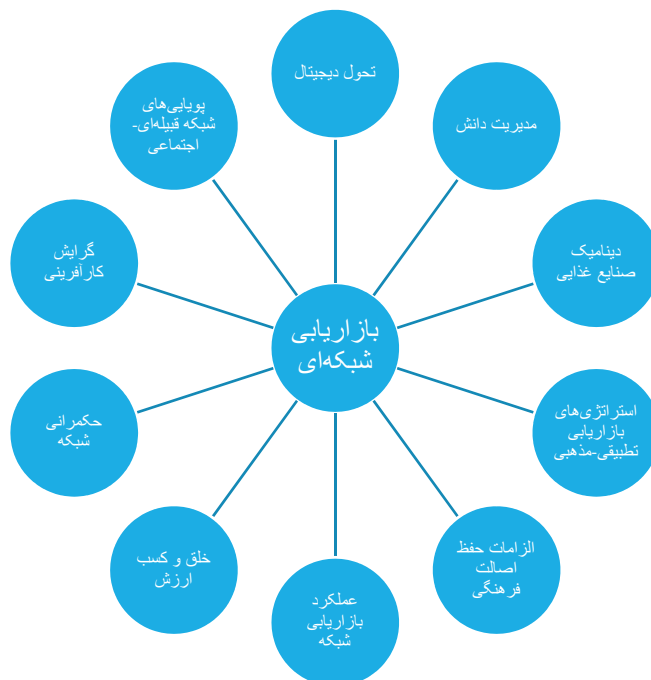 تحول دیجیتال
مدیریت دانش
دینامیک
صنایع غذایی
استراتژی‌های
بازاریابی
تطبیقی-مذهبی
الزامات حفظ
اصالت
فرهنگی
عملکرد
بازاریابی
شبکه
خلق و کسب
ارزش
حکمرانی
شبکه
گرایش
کارآفرینی
پویایی‌های
شبکه قبیله‌ای-
اجتماعی
بازاریابی
شبکه‌ای